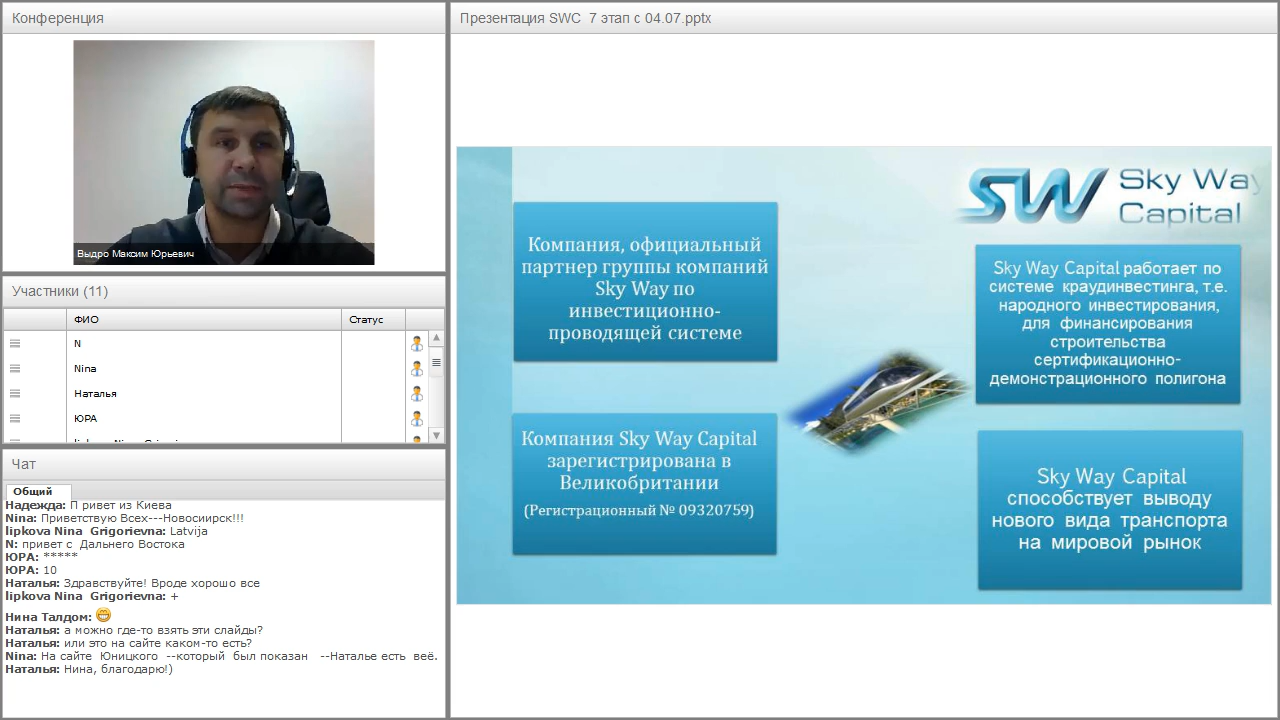 Конференция
Выдро Максим Юрьевич
Участники (11)
ФИО
Статус
N
Nina
Наталья
ЮРА
Чат
Общий
Надежда: П ривет из Киева
Nina: Приветствую Всех---Новосиирск!!!
lipkova Nina Grigorievna: Latvija
N: привет с Дальнего Востока
ЮРА: *****
ЮРА: 10
Наталья: Здравствуйте! Вроде хорошо все
lipkova Nina Grigorievna: +
Нина Талдом:
Наталья: а можно где-то взять эти слайды?
Наталья: или это на сайте каком-то есть?
Nina: На сайте Юницкого --который был показан --Наталье есть веё.
Наталья: Нина, благодарю!)
Презентация SWC 7 этап с 04.07.pptx
Компания, официальный
партнер группы компаний
Sky Way по
инвестиционно-
проводящей системе
Компания Sky Way Capital
зарегистрирована в
Великобритании
(Регистрационный № 09320759)
SW Sky Way
Capital
Sky Way Capital работает по
системе краудинвестинга, т.е.
народного инвестирования,
для финансирования
строительства
сертификационно-
демонстрационного полигона
Sky Way Capital
способствует выводу
нового вида транспорта
на мировой рынок